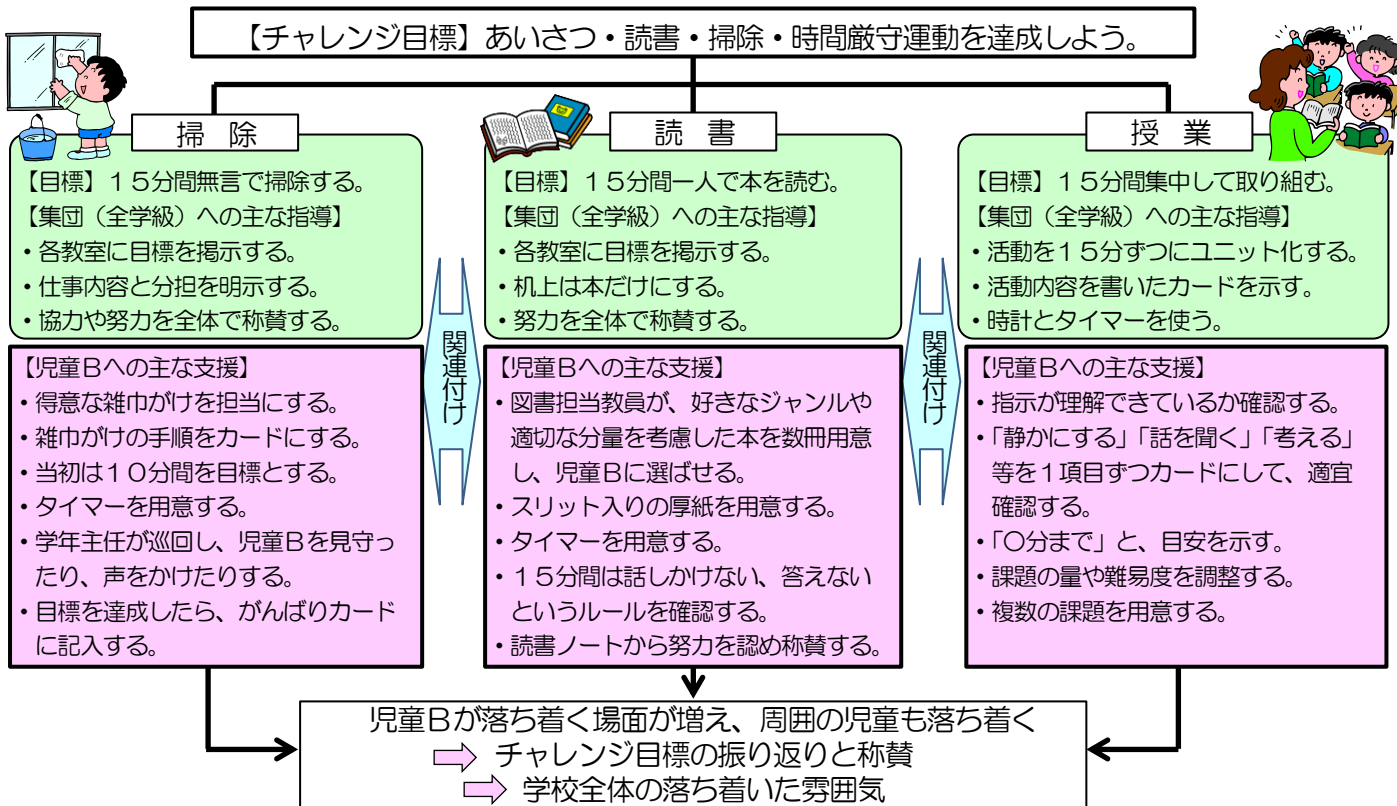 【チャレンジ目標】あいさつ・読書・掃除・時間厳守運動を達成しよう。
掃 除
【目標】１５分間無言で掃除する。
【集団（全学級）への主な指導】
・各教室に目標を掲示する。
・仕事内容と分担を明示する。
・協力や努力を全体で称賛する。
【児童Ｂへの主な支援】
・得意な雑巾がけを担当にする。
・雑巾がけの手順をカードにする。
・当初は１０分間を目標とする。
・タイマーを用意する。
・学年主任が巡回し、児童Ｂを見守っ
たり、声をかけたりする。
・目標を達成したら、がんばりカード
に記入する。
関連付け
読 書
【目標】１５分間一人で本を読む。
【集団（全学級）への主な指導】
・各教室に目標を掲示する。
・机上は本だけにする。
・努力を全体で称賛する。
【児童Ｂへの主な支援】
・図書担当教員が、好きなジャンルや
適切な分量を考慮した本を数冊用意
し、児童Ｂに選ばせる。
・スリット入りの厚紙を用意する。
・タイマーを用意する。
・１５分間は話しかけない、答えない
というルールを確認する。
・読書ノートから努力を認め称賛する。
関連付け
授 業
【目標】１５分間集中して取り組む。
【集団（全学級）への主な指導】
・活動を１５分ずつにユニット化する。
・活動内容を書いたカードを示す。
・時計とタイマーを使う。
【児童Ｂへの主な支援】
・指示が理解できているか確認する。
・「静かにする」「話を聞く」「考える」
等を１項目ずつカードにして、適宜
確認する。
・「〇分まで」と、目安を示す。
・課題の量や難易度を調整する。
・複数の課題を用意する。
児童Ｂが落ち着く場面が増え、周囲の児童も落ち着く
チャレンジ目標の振り返りと称賛
学校全体の落ち着いた雰囲気